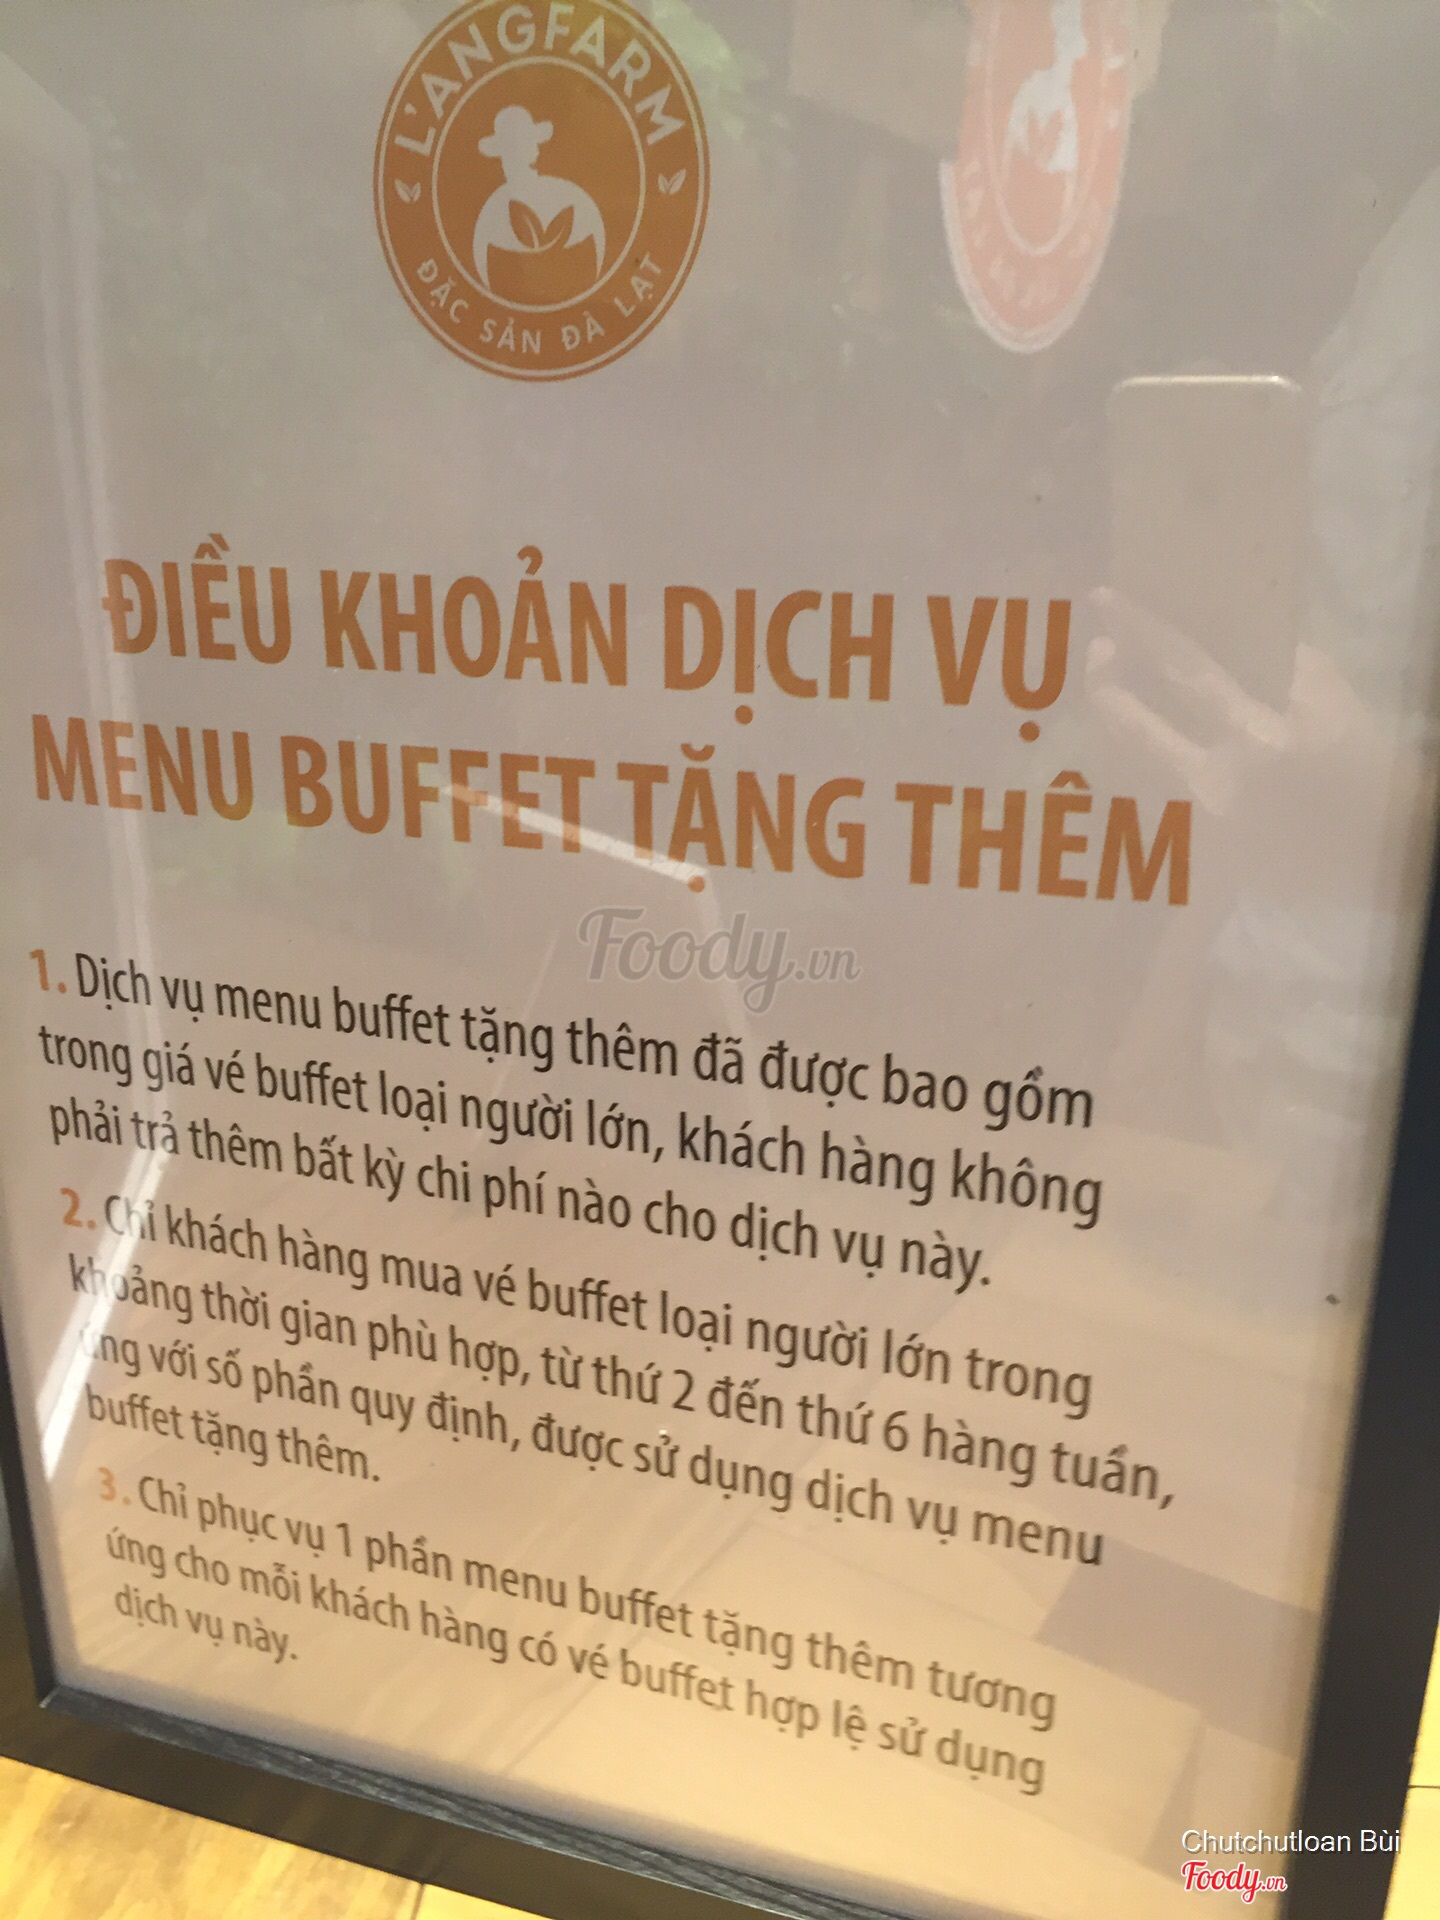 L'ANGFARM
ĐẶC SẢN ĐÀ LẠT
ĐIỀU KHOẢN DỊCH VỤ
MENU BUFFET TẶNG THÊM
Foody.vn
1. Dịch vụ menu buffet tặng thêm đã được bao gồm
trong giá vé buffet loại người lớn, khách hàng không
phải trả thêm bất kỳ chi phí nào cho dịch vụ này.
2. Chỉ khách hàng mua vé buffet loại người lớn trong
khoảng thời gian phù hợp, từ thứ 2 đến thứ 6 hàng tuần,
ứng với số phần quy định, được sử dụng dịch vụ menu
buffet tặng thêm.
3. Chỉ phục vụ 1 phần menu buffet tặng thêm tương
ứng cho mỗi khách hàng có vé buffet hợp lệ sử dụng
dịch vụ này.
Chutchutloan Bùi
Foody.vn